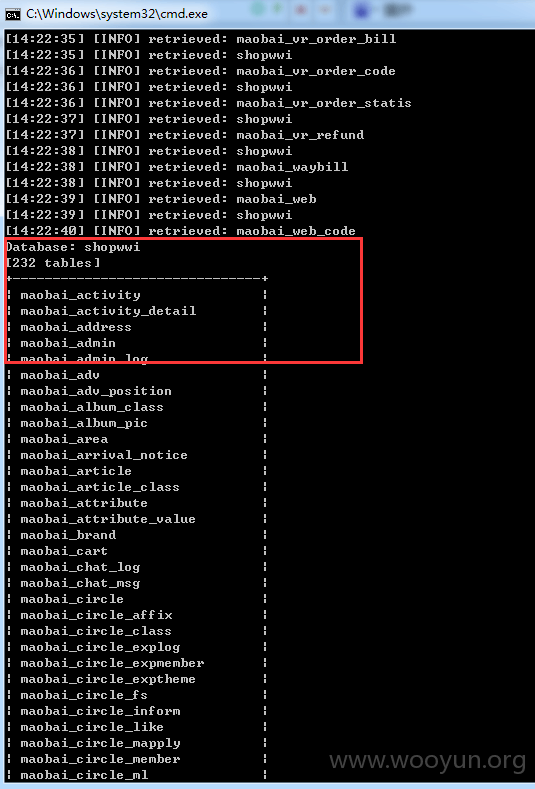 C:\Windows\system32\cmd.exe
[14:22:35] [INFO] retrieved: maobai_vr_order_bill
[14:22:35] [INFO] retrieved: shopwwi
[14:22:36] [INFO] retrieved: maobai_vr_order_code
[14:22:36] [INFO] retrieved: shopwwi
[14:22:36] [INFO] retrieved: maobai_vr_order_statis
[14:22:37] [INFO] retrieved: shopwwi
[14:22:37] [INFO] retrieved: maobai_vr_refund
[14:22:38] [INFO] retrieved: shopwwi
[14:22:38] [INFO] retrieved: maobai_waybill
[14:22:38] [INFO] retrieved: shopwwi
[14:22:39] [INFO] retrieved: maobai_web
[14:22:39] [INFO] retrieved: shopwwi
[14:22:40] [INFO] retrieved: maobai_web_code
Database: shopwwi
[232 tables]
+-------------------------------+
| maobai_activity |
| maobai_activity_detail |
| maobai_address |
| maobai_admin |
| maobai_admin_log |
| maobai_adv |
| maobai_adv_position |
| maobai_album_class |
| maobai_album_pic |
| maobai_area |
| maobai_arrival_notice |
| maobai_article |
| maobai_article_class |
| maobai_attribute |
| maobai_attribute_value |
| maobai_brand |
| maobai_cart |
| maobai_chat_log |
| maobai_chat_msg |
| maobai_circle |
| maobai_circle_affix |
| maobai_circle_class |
| maobai_circle_explog |
| maobai_circle_expmember |
| maobai_circle_exptheme |
| maobai_circle_fs |
| maobai_circle_inform |
| maobai_circle_like |
| maobai_circle_mapply |
| maobai_circle_member |
| maobai_circle_ml |
www.wooyun.org